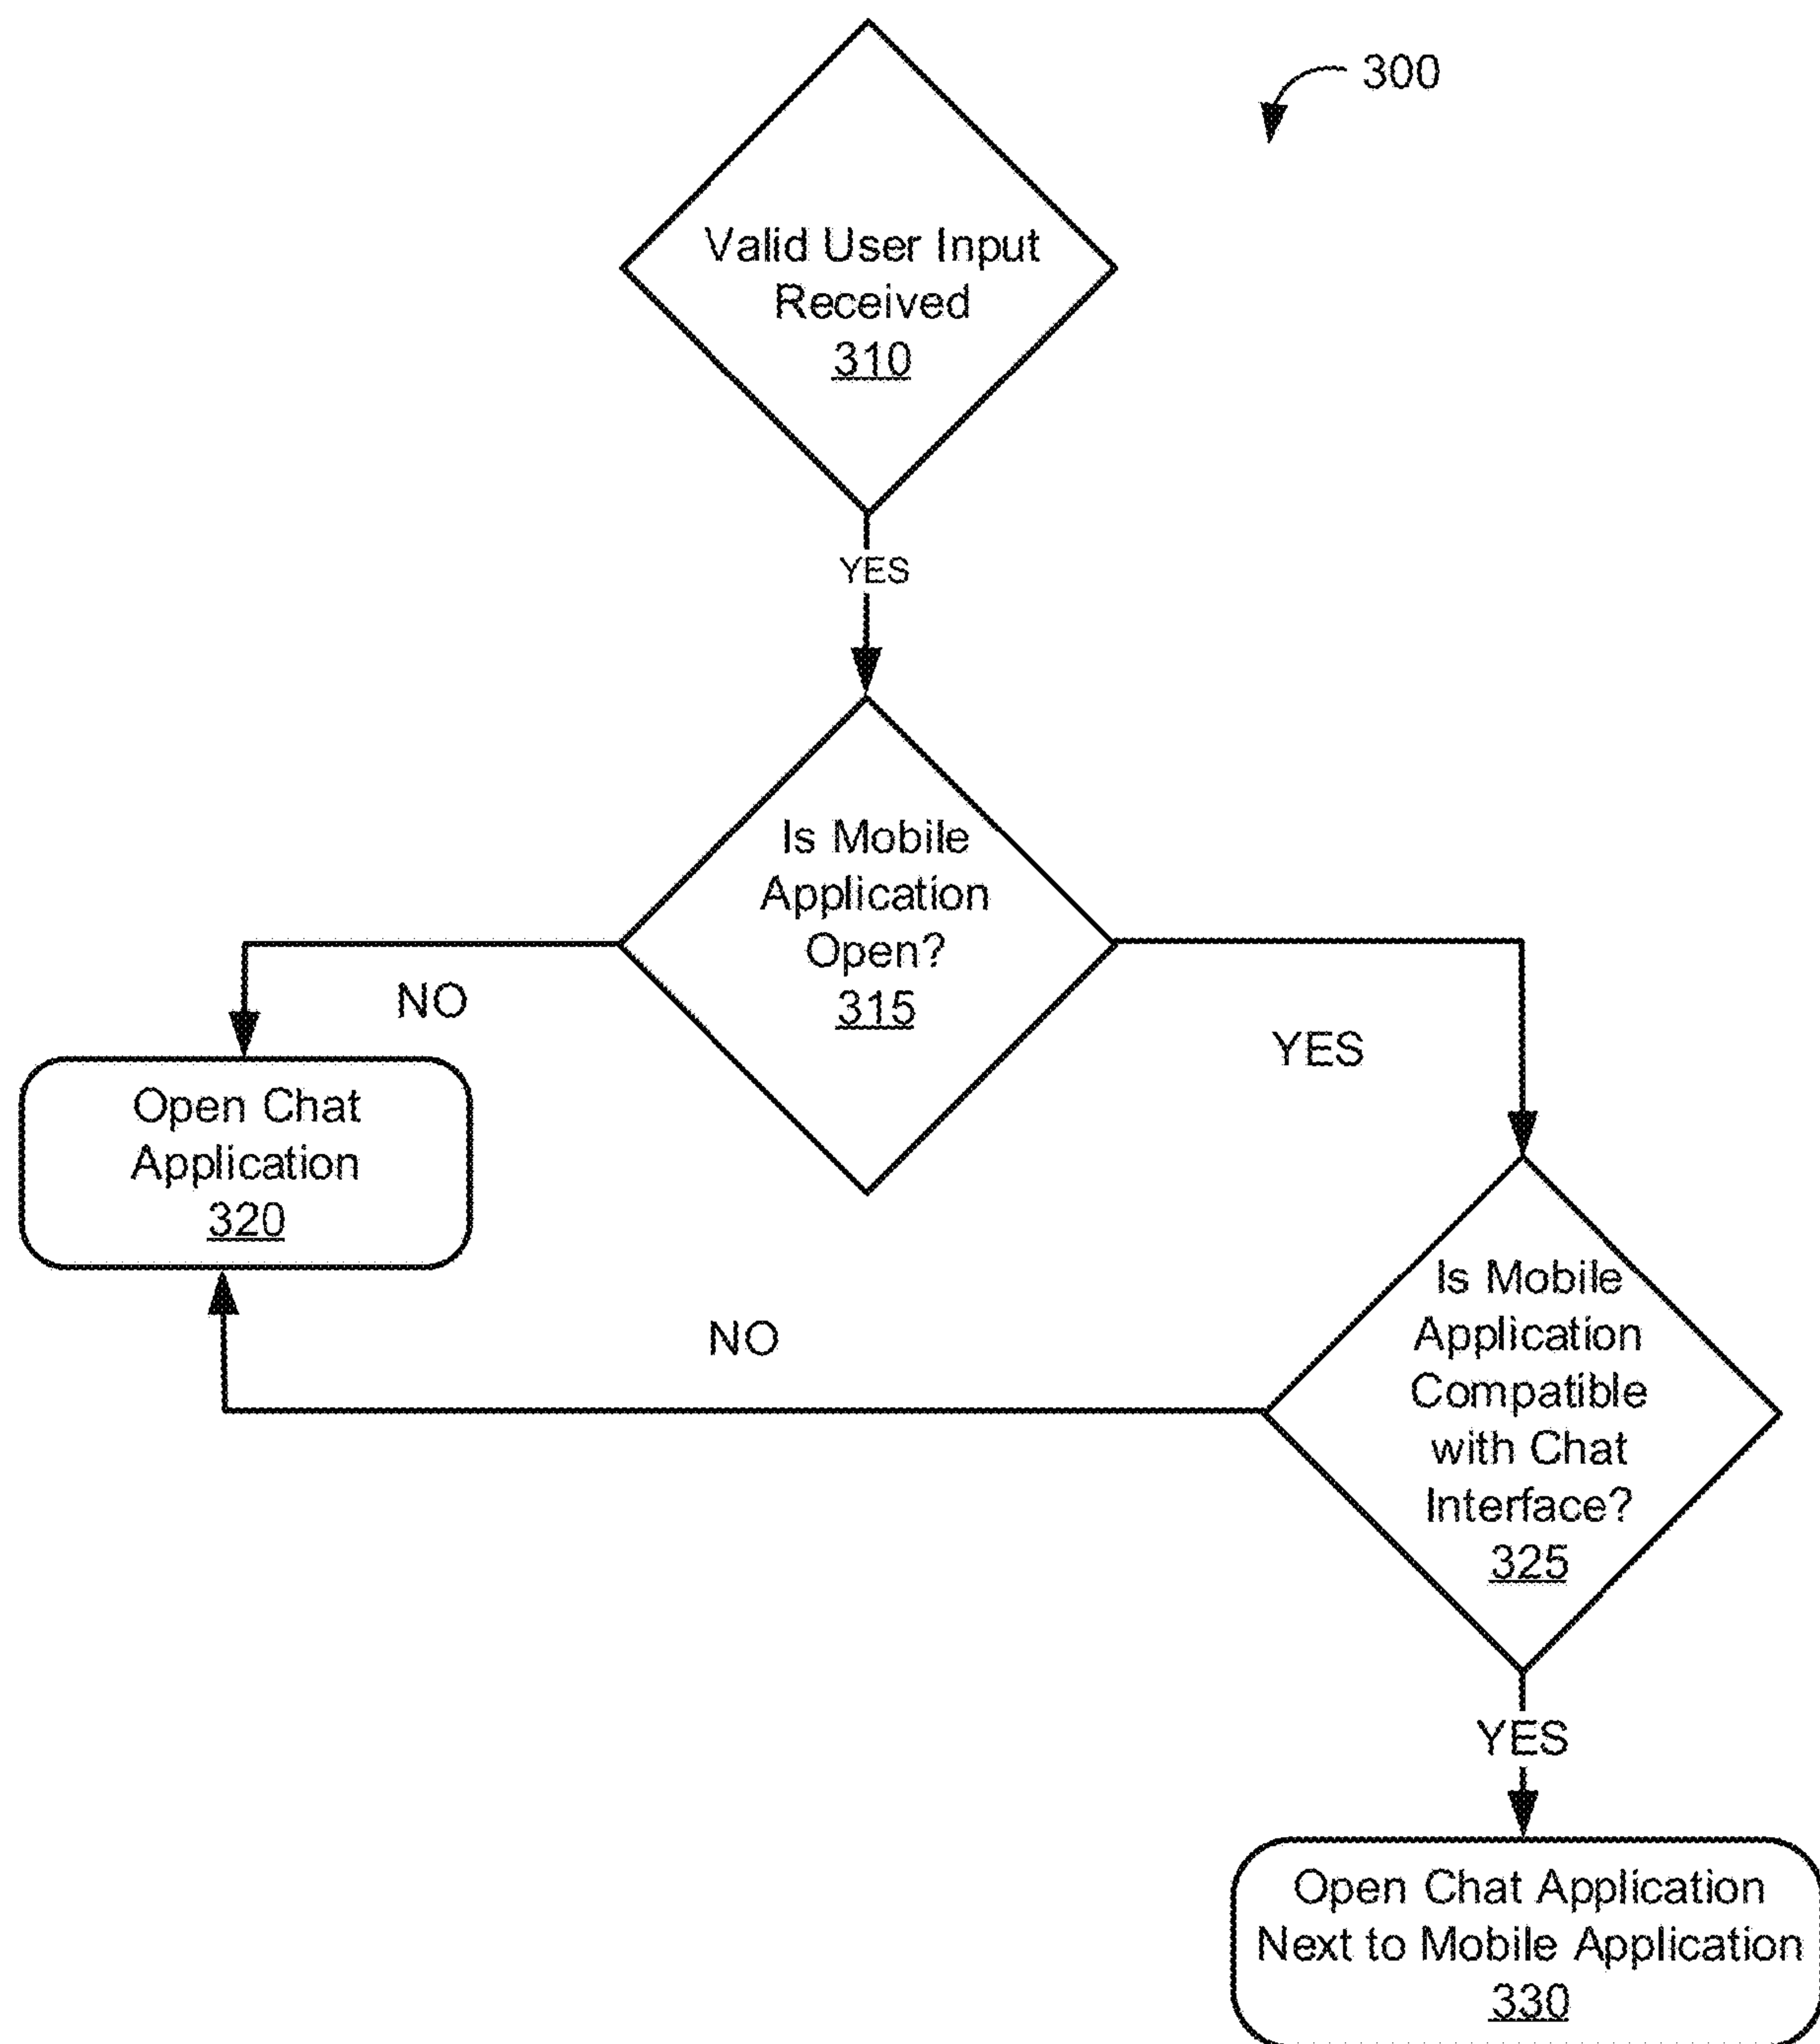 300
Valid User Input
Received
310
YES
Is Mobile
Application
Open?
315
NO
YES
Open Chat
Application
320
Is Mobile
Application
Compatible
with Chat
Interface?
325
NO
YES
Open Chat Application
Next to Mobile Application
330